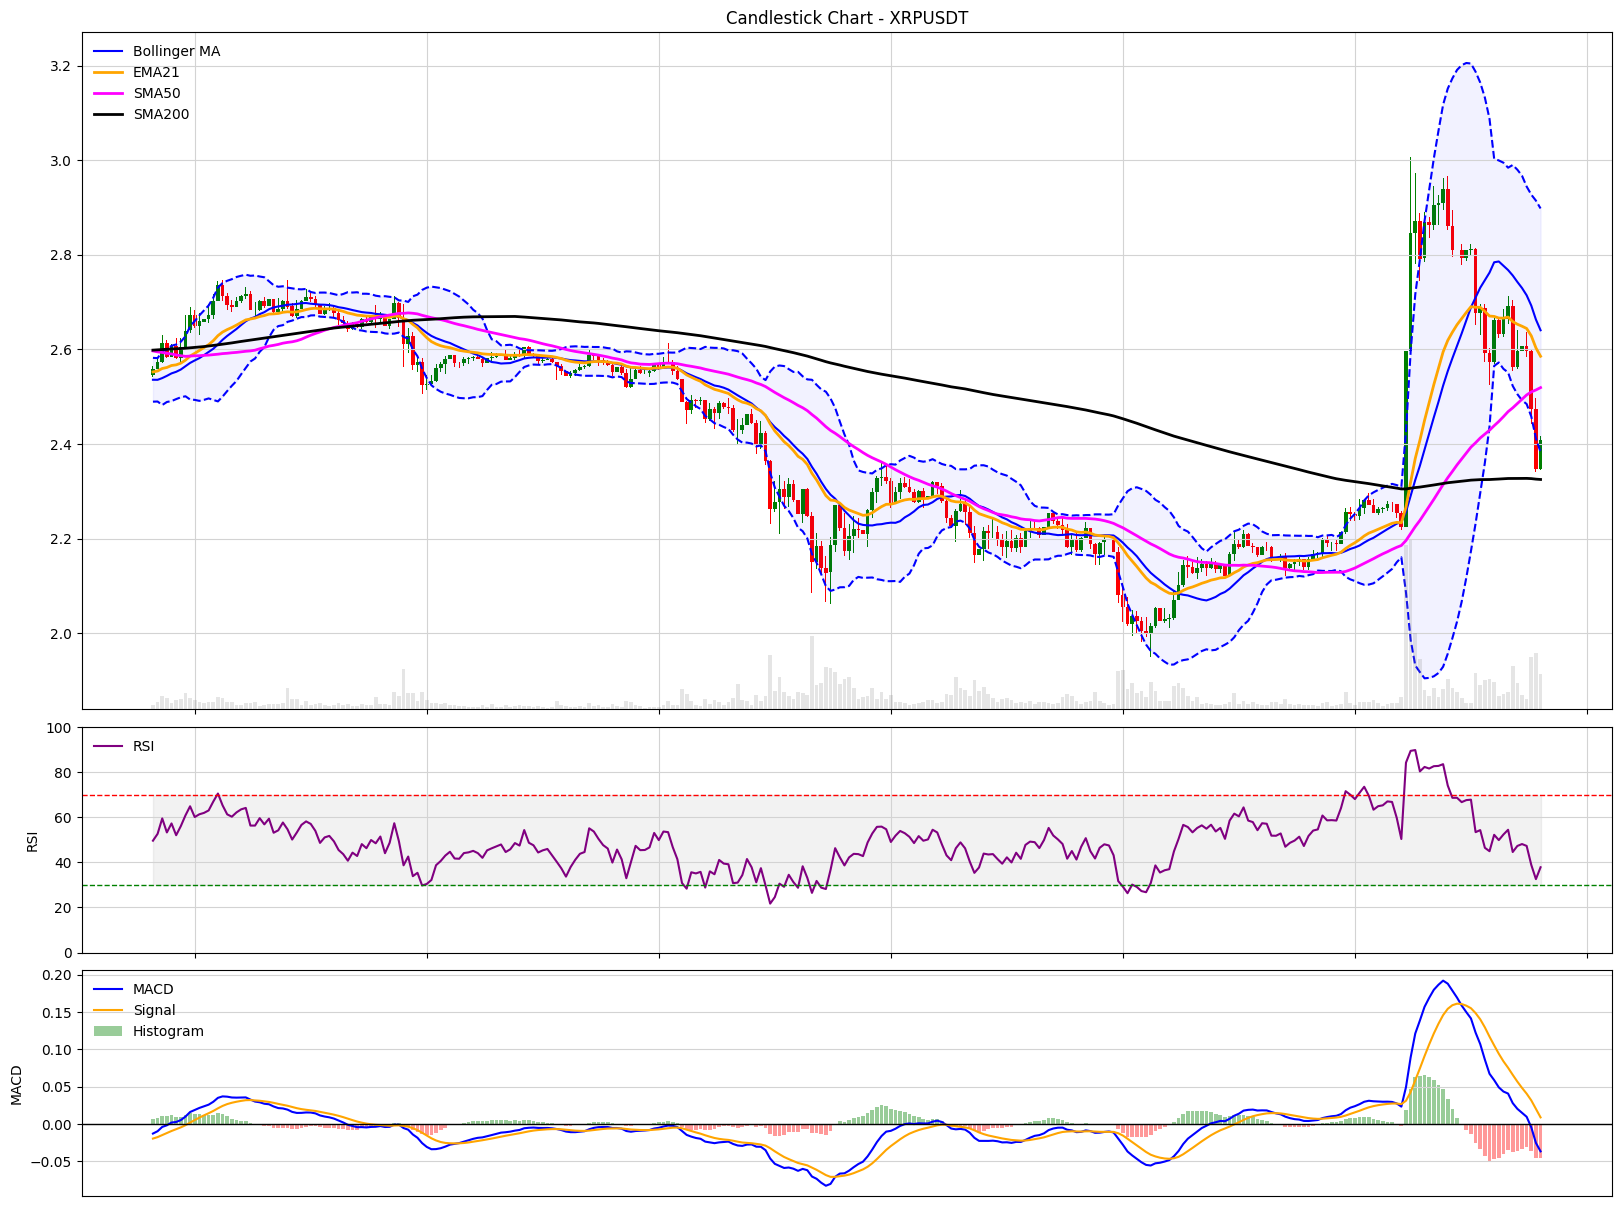 Candlestick Chart - XRPUSDT
Bollinger MA
EMA21
SMA50
SMA200
3.2
3.0
2.8
2.6
2.4
2.2
2.0
RSI
100
80
60
40
20
0
RSI
MACD
Signal
Histogram
0.20
0.15
0.10
0.05
0.00
−0.05
MACD